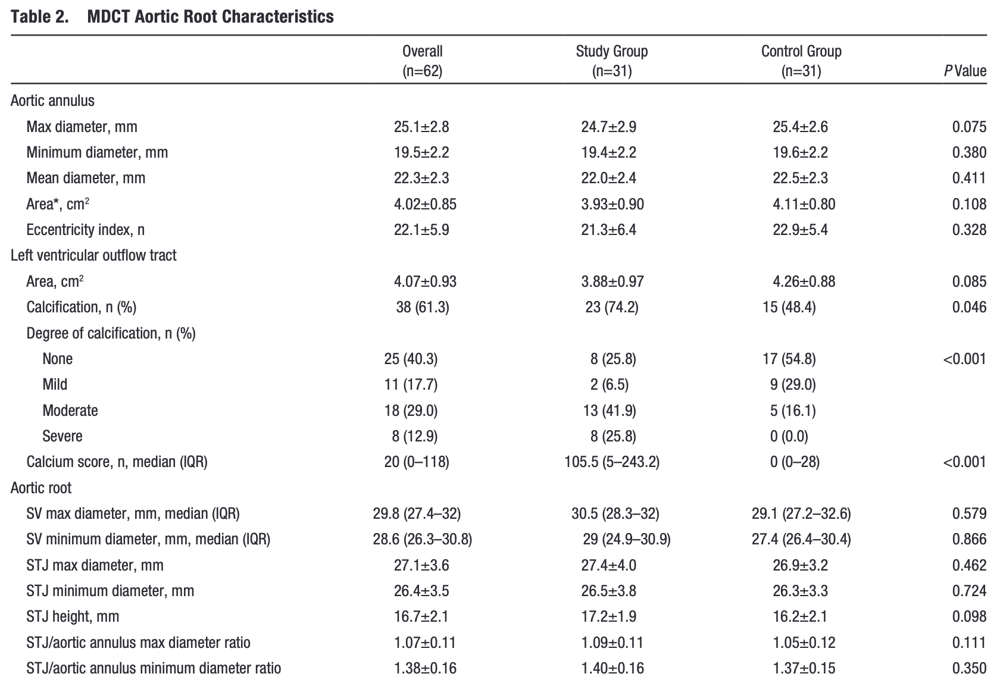 Table 2. MDCT Aortic Root Characteristics
Overall (n=62) Study Group (n=31) Control Group (n=31) P Value
Aortic annulus
Max diameter, mm 25.1±2.8 24.7±2.9 25.4±2.6 0.075
Minimum diameter, mm 19.5±2.2 19.4±2.2 19.6±2.2 0.380
Mean diameter, mm 22.3±2.3 22.0±2.4 22.5±2.3 0.411
Area*, cm² 4.02±0.85 3.93±0.90 4.11±0.80 0.108
Eccentricity index, n 22.1±5.9 21.3±6.4 22.9±5.4 0.328
Left ventricular outflow tract
Area, cm² 4.07±0.93 3.88±0.97 4.26±0.88 0.085
Calcification, n (%) 38 (61.3) 23 (74.2) 15 (48.4) 0.046
Degree of calcification, n (%)
None 25 (40.3) 8 (25.8) 17 (54.8) <0.001
Mild 11 (17.7) 2 (6.5) 9 (29.0)
Moderate 18 (29.0) 13 (41.9) 5 (16.1)
Severe 8 (12.9) 8 (25.8) 0 (0.0)
Calcium score, n, median (IQR) 20 (0–118) 105.5 (5–243.2) 0 (0–28) <0.001
Aortic root
SV max diameter, mm, median (IQR) 29.8 (27.4–32) 30.5 (28.3–32) 29.1 (27.2–32.6) 0.579
SV minimum diameter, mm, median (IQR) 28.6 (26.3–30.8) 29 (24.9–30.9) 27.4 (26.4–30.4) 0.866
STJ max diameter, mm 27.1±3.6 27.4±4.0 26.9±3.2 0.462
STJ minimum diameter, mm 26.4±3.5 26.5±3.8 26.3±3.3 0.724
STJ height, mm 16.7±2.1 17.2±1.9 16.2±2.1 0.098
STJ/aortic annulus max diameter ratio 1.07±0.11 1.09±0.11 1.05±0.12 0.111
STJ/aortic annulus minimum diameter ratio 1.38±0.16 1.40±0.16 1.37±0.15 0.350